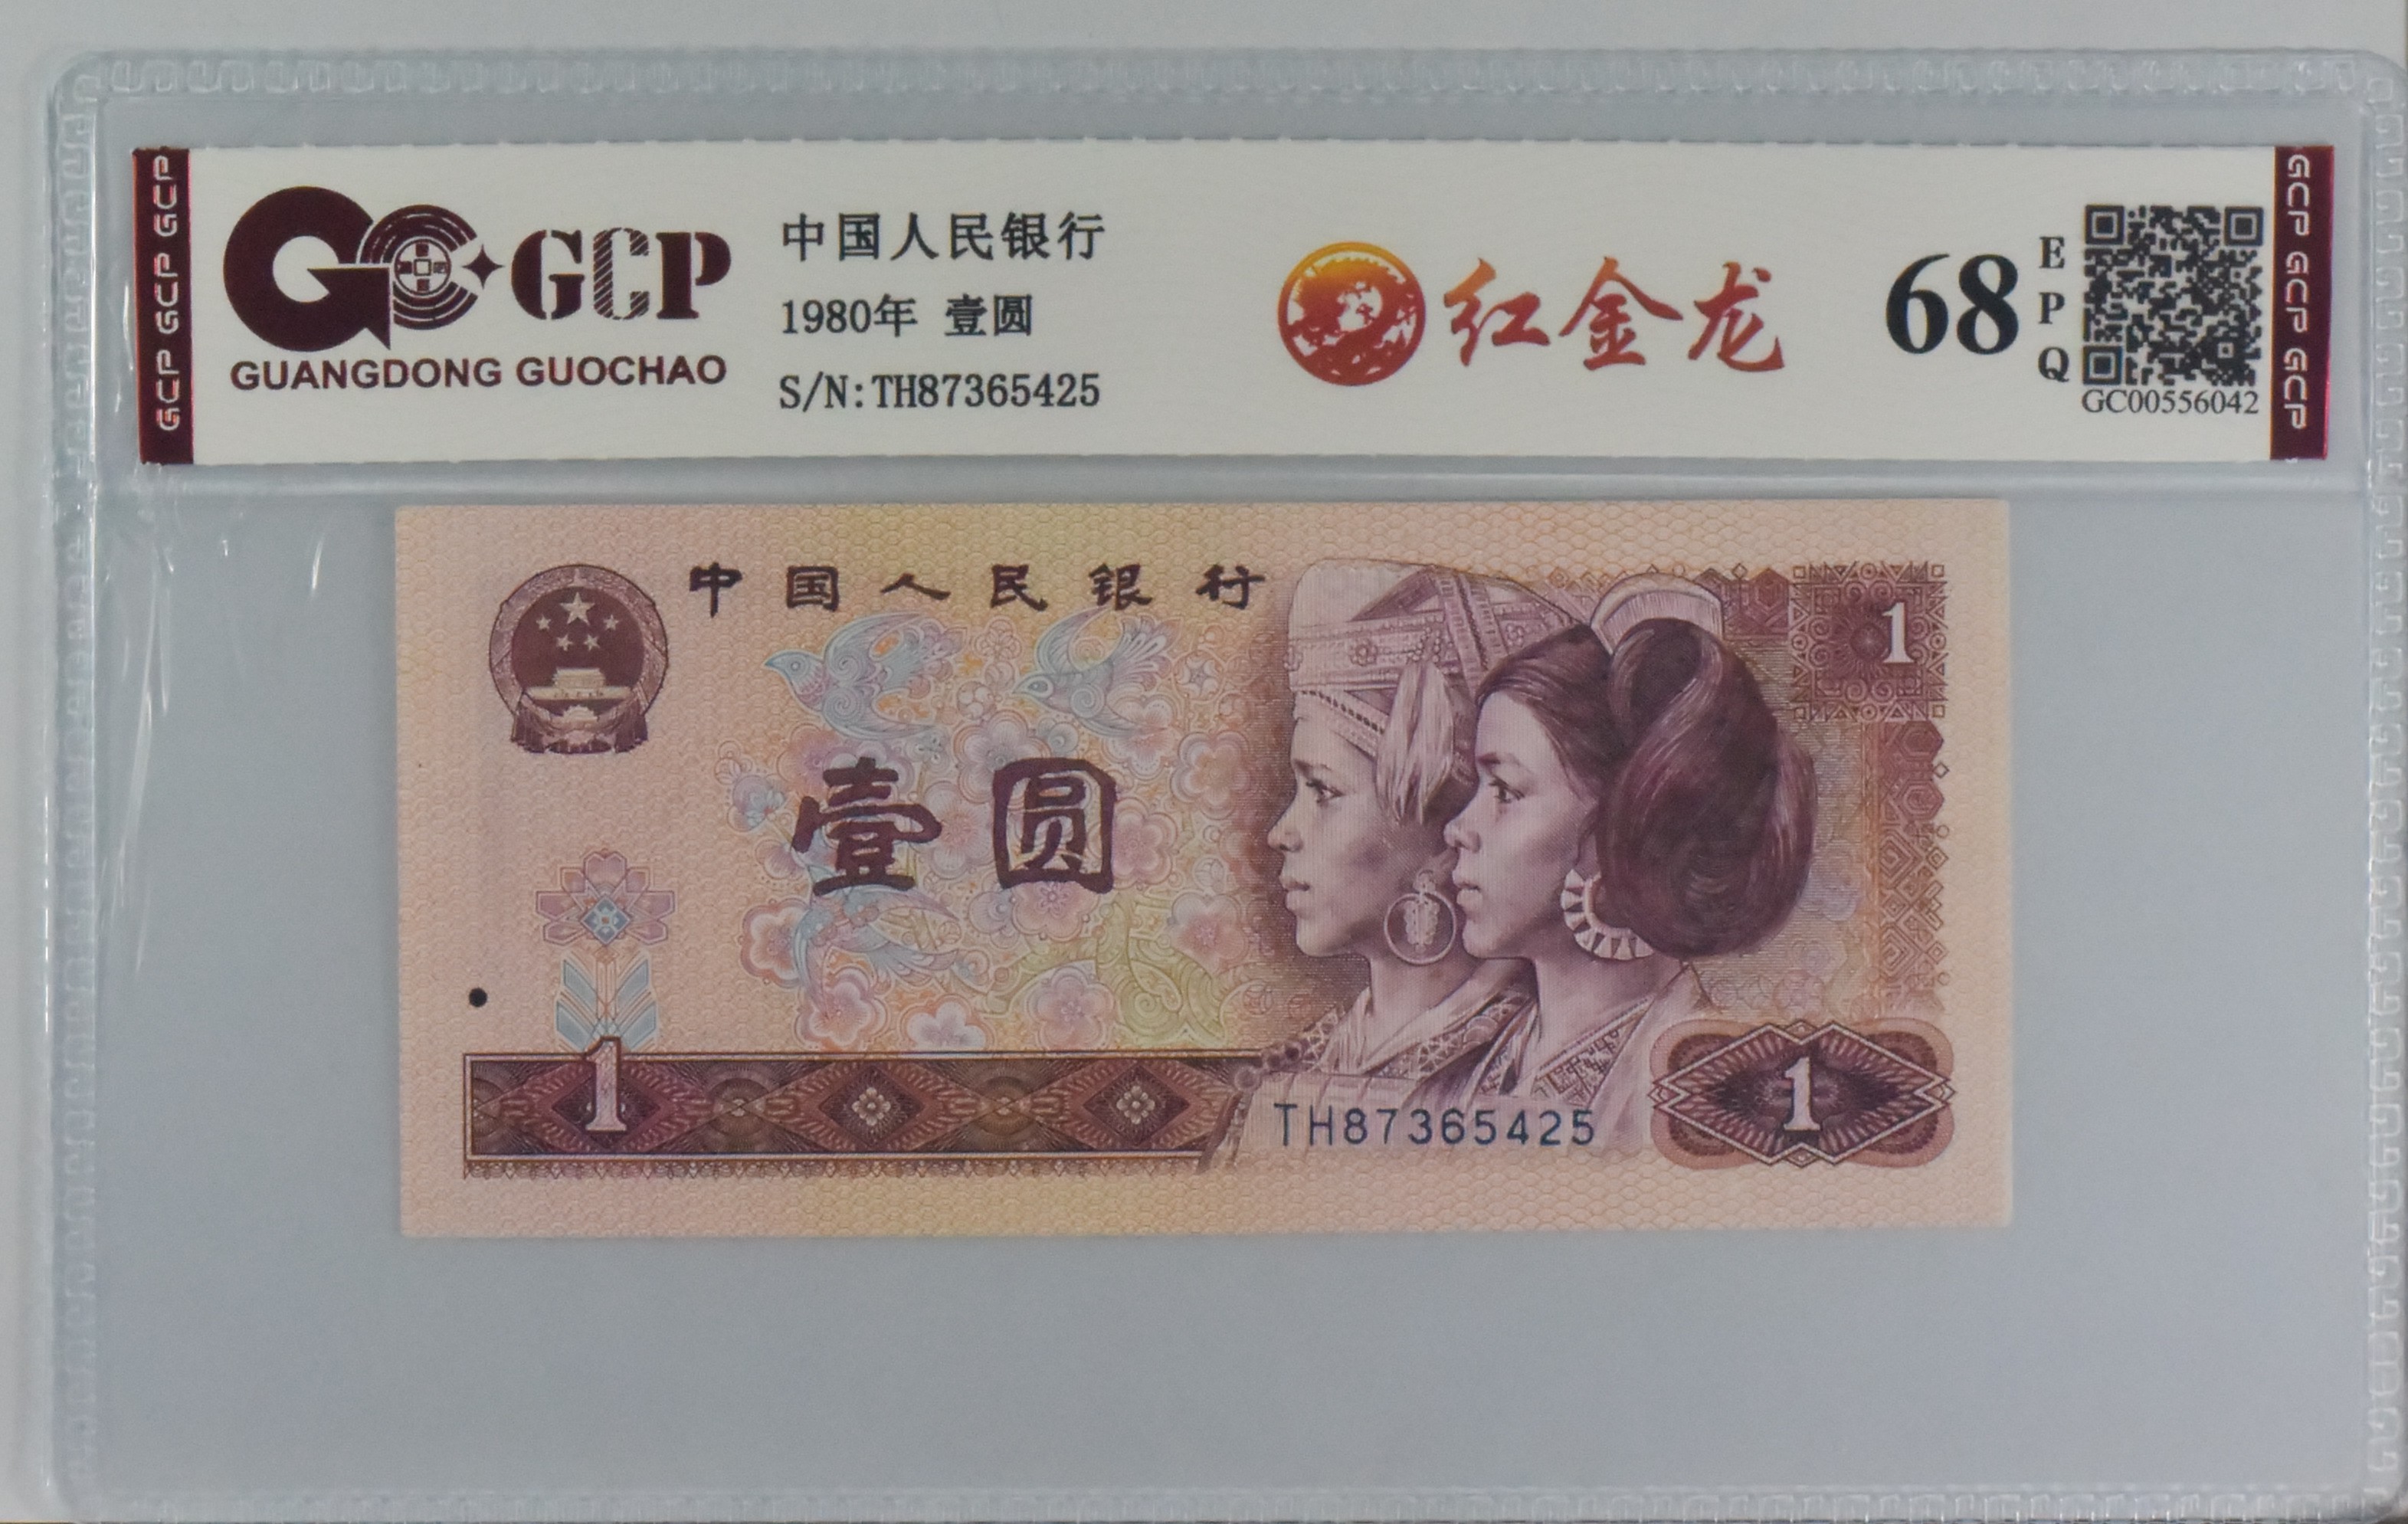 GCP GCP GCP
GCP
GUANGDONG GUOCHAO
中国人民银行
1980年 壹圆
S/N:TH87365425
红金龙
68
E
P
Q
GC00556042
GCP GCP GCP
中国人民银行
1
壹圆
1
1
TH87365425